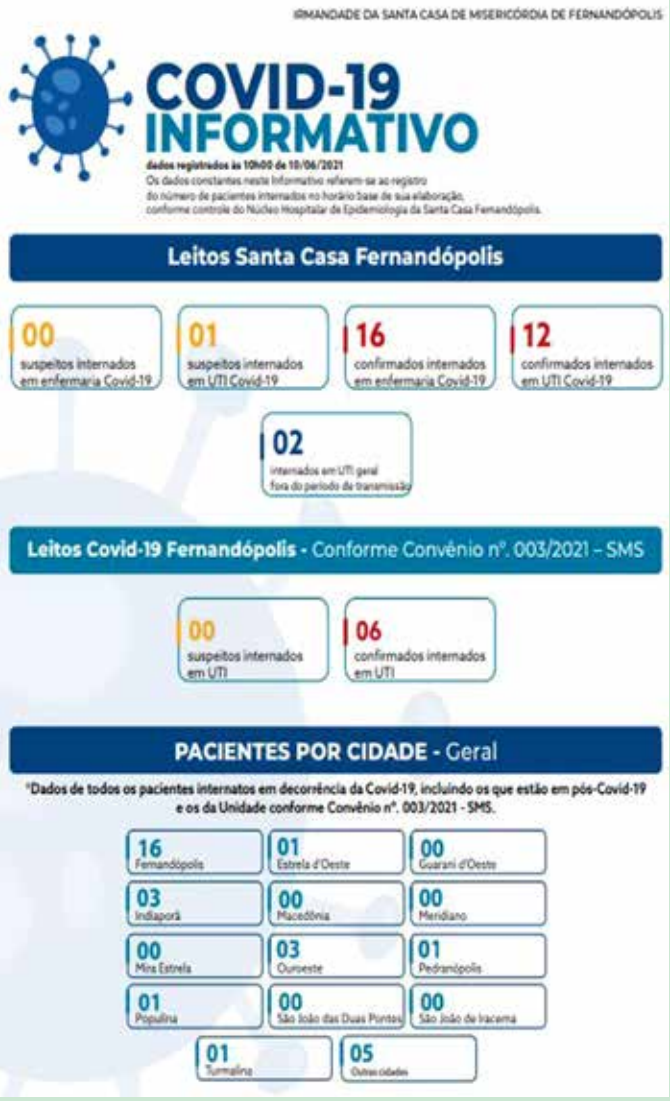 IRMANDADE DA SANTA CASA DE MISERICÓRDIA DE FERNANDÓPOLIS
COVID-19
INFORMATIVO
dados registrados às 10h00 de 10/06/2021
Os dados constantes neste Informativo referem-se ao registro
do número de pacientes internados no horário base de sua elaboração,
conforme controle do Núcleo Hospitalar de Epidemiologia da Santa Casa Fernandópolis.
Leitos Santa Casa Fernandópolis
00
suspeitos internados
em enfermaria Covid-19
01
suspeitos internados
em UTI Covid-19
16
confirmados internados
em enfermaria Covid-19
12
confirmados internados
em UTI Covid-19
02
internados em UTI geral
fora do período de transmissão
Leitos Covid-19 Fernandópolis - Conforme Convênio nº. 003/2021 – SMS
00
suspeitos internados
em UTI
06
confirmados internados
em UTI
PACIENTES POR CIDADE - Geral
*Dados de todos os pacientes internatos em decorrência da Covid-19, incluindo os que estão em pós-Covid-19
e os da Unidade conforme Convênio nº. 003/2021 - SMS.
16
Fernandópolis
01
Estrela d'Oeste
00
Guarani d'Oeste
03
Indiaporã
00
Macedônia
00
Meridiano
00
Mira Estrela
03
Ouroeste
01
Pedranópolis
01
Populina
00
São João das Duas Pontes
00
São João de Iracema
01
Turmalina
05
Outras cidades